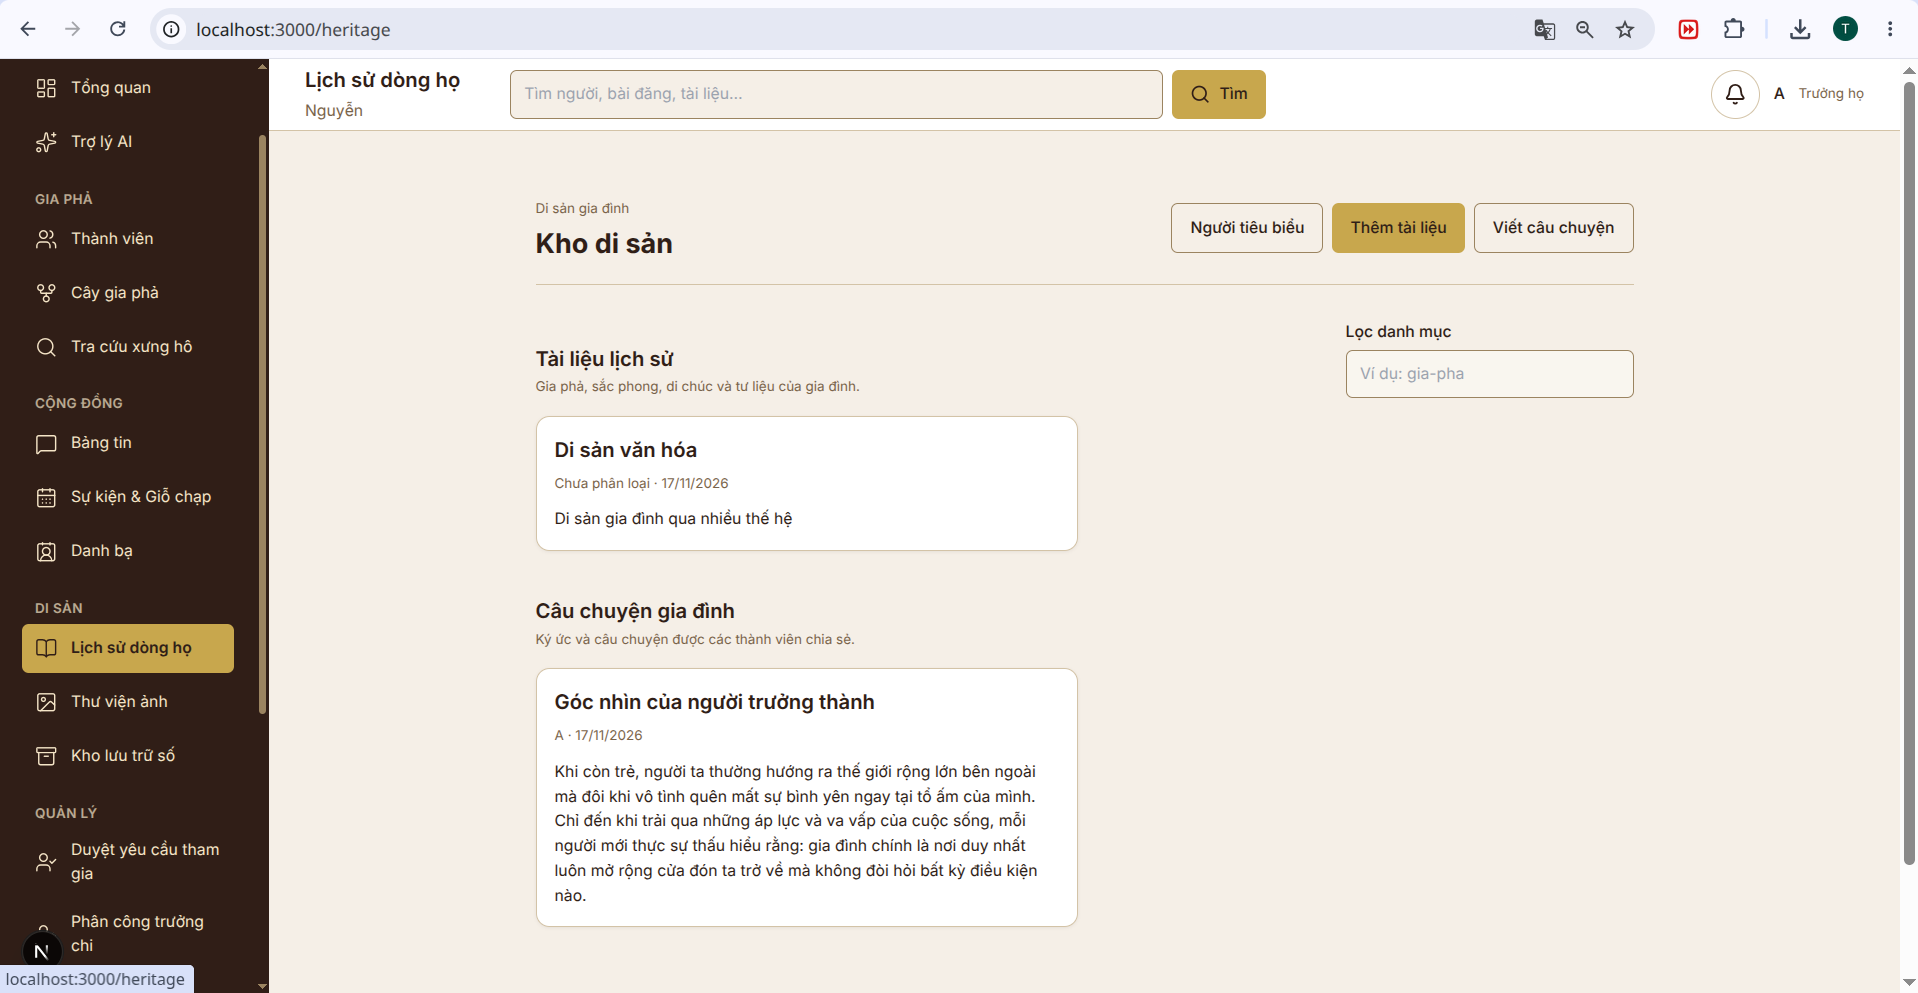 localhost:3000/heritage
T
Tổng quan
Trợ lý AI
GIA PHẢ
Thành viên
Cây gia phả
Tra cứu xưng hô
CỘNG ĐỒNG
Bảng tin
Sự kiện & Giỗ chạp
Danh bạ
DI SẢN
Lịch sử dòng họ
Thư viện ảnh
Kho lưu trữ số
QUẢN LÝ
Duyệt yêu cầu tham
gia
Phân công trưởng
chi
N
localhost:3000/heritage
Lịch sử dòng họ
Nguyễn
Tìm người, bài đăng, tài liệu...
Tìm
A Trưởng họ
Di sản gia đình
Kho di sản
Người tiêu biểu
Thêm tài liệu
Viết câu chuyện
Lọc danh mục
Ví dụ: gia-pha
Tài liệu lịch sử
Gia phả, sắc phong, di chúc và tư liệu của gia đình.
Di sản văn hóa
Chưa phân loại · 17/11/2026
Di sản gia đình qua nhiều thế hệ
Câu chuyện gia đình
Ký ức và câu chuyện được các thành viên chia sẻ.
Góc nhìn của người trưởng thành
A · 17/11/2026
Khi còn trẻ, người ta thường hướng ra thế giới rộng lớn bên ngoài
mà đôi khi vô tình quên mất sự bình yên ngay tại tổ ấm của mình.
Chỉ đến khi trải qua những áp lực và va vấp của cuộc sống, mỗi
người mới thực sự thấu hiểu rằng: gia đình chính là nơi duy nhất
luôn mở rộng cửa đón ta trở về mà không đòi hỏi bất kỳ điều kiện
nào.